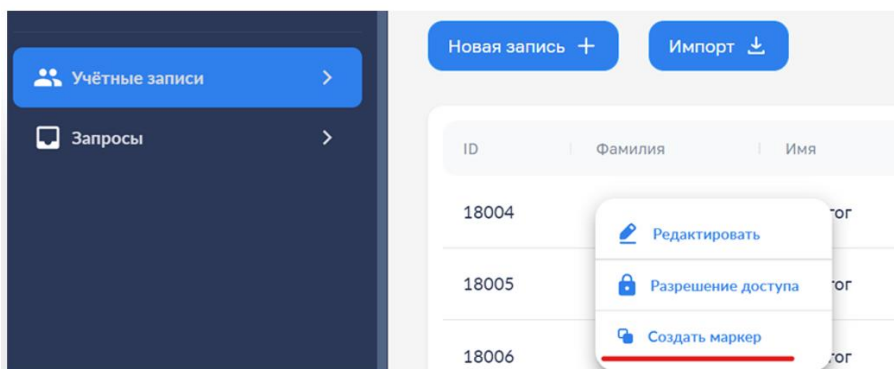 Новая запись
Импорт
Учётные записи
Запросы
ID Фамилия Имя
18004
Редактировать
18005
Разрешение доступа
Создать маркер
18006